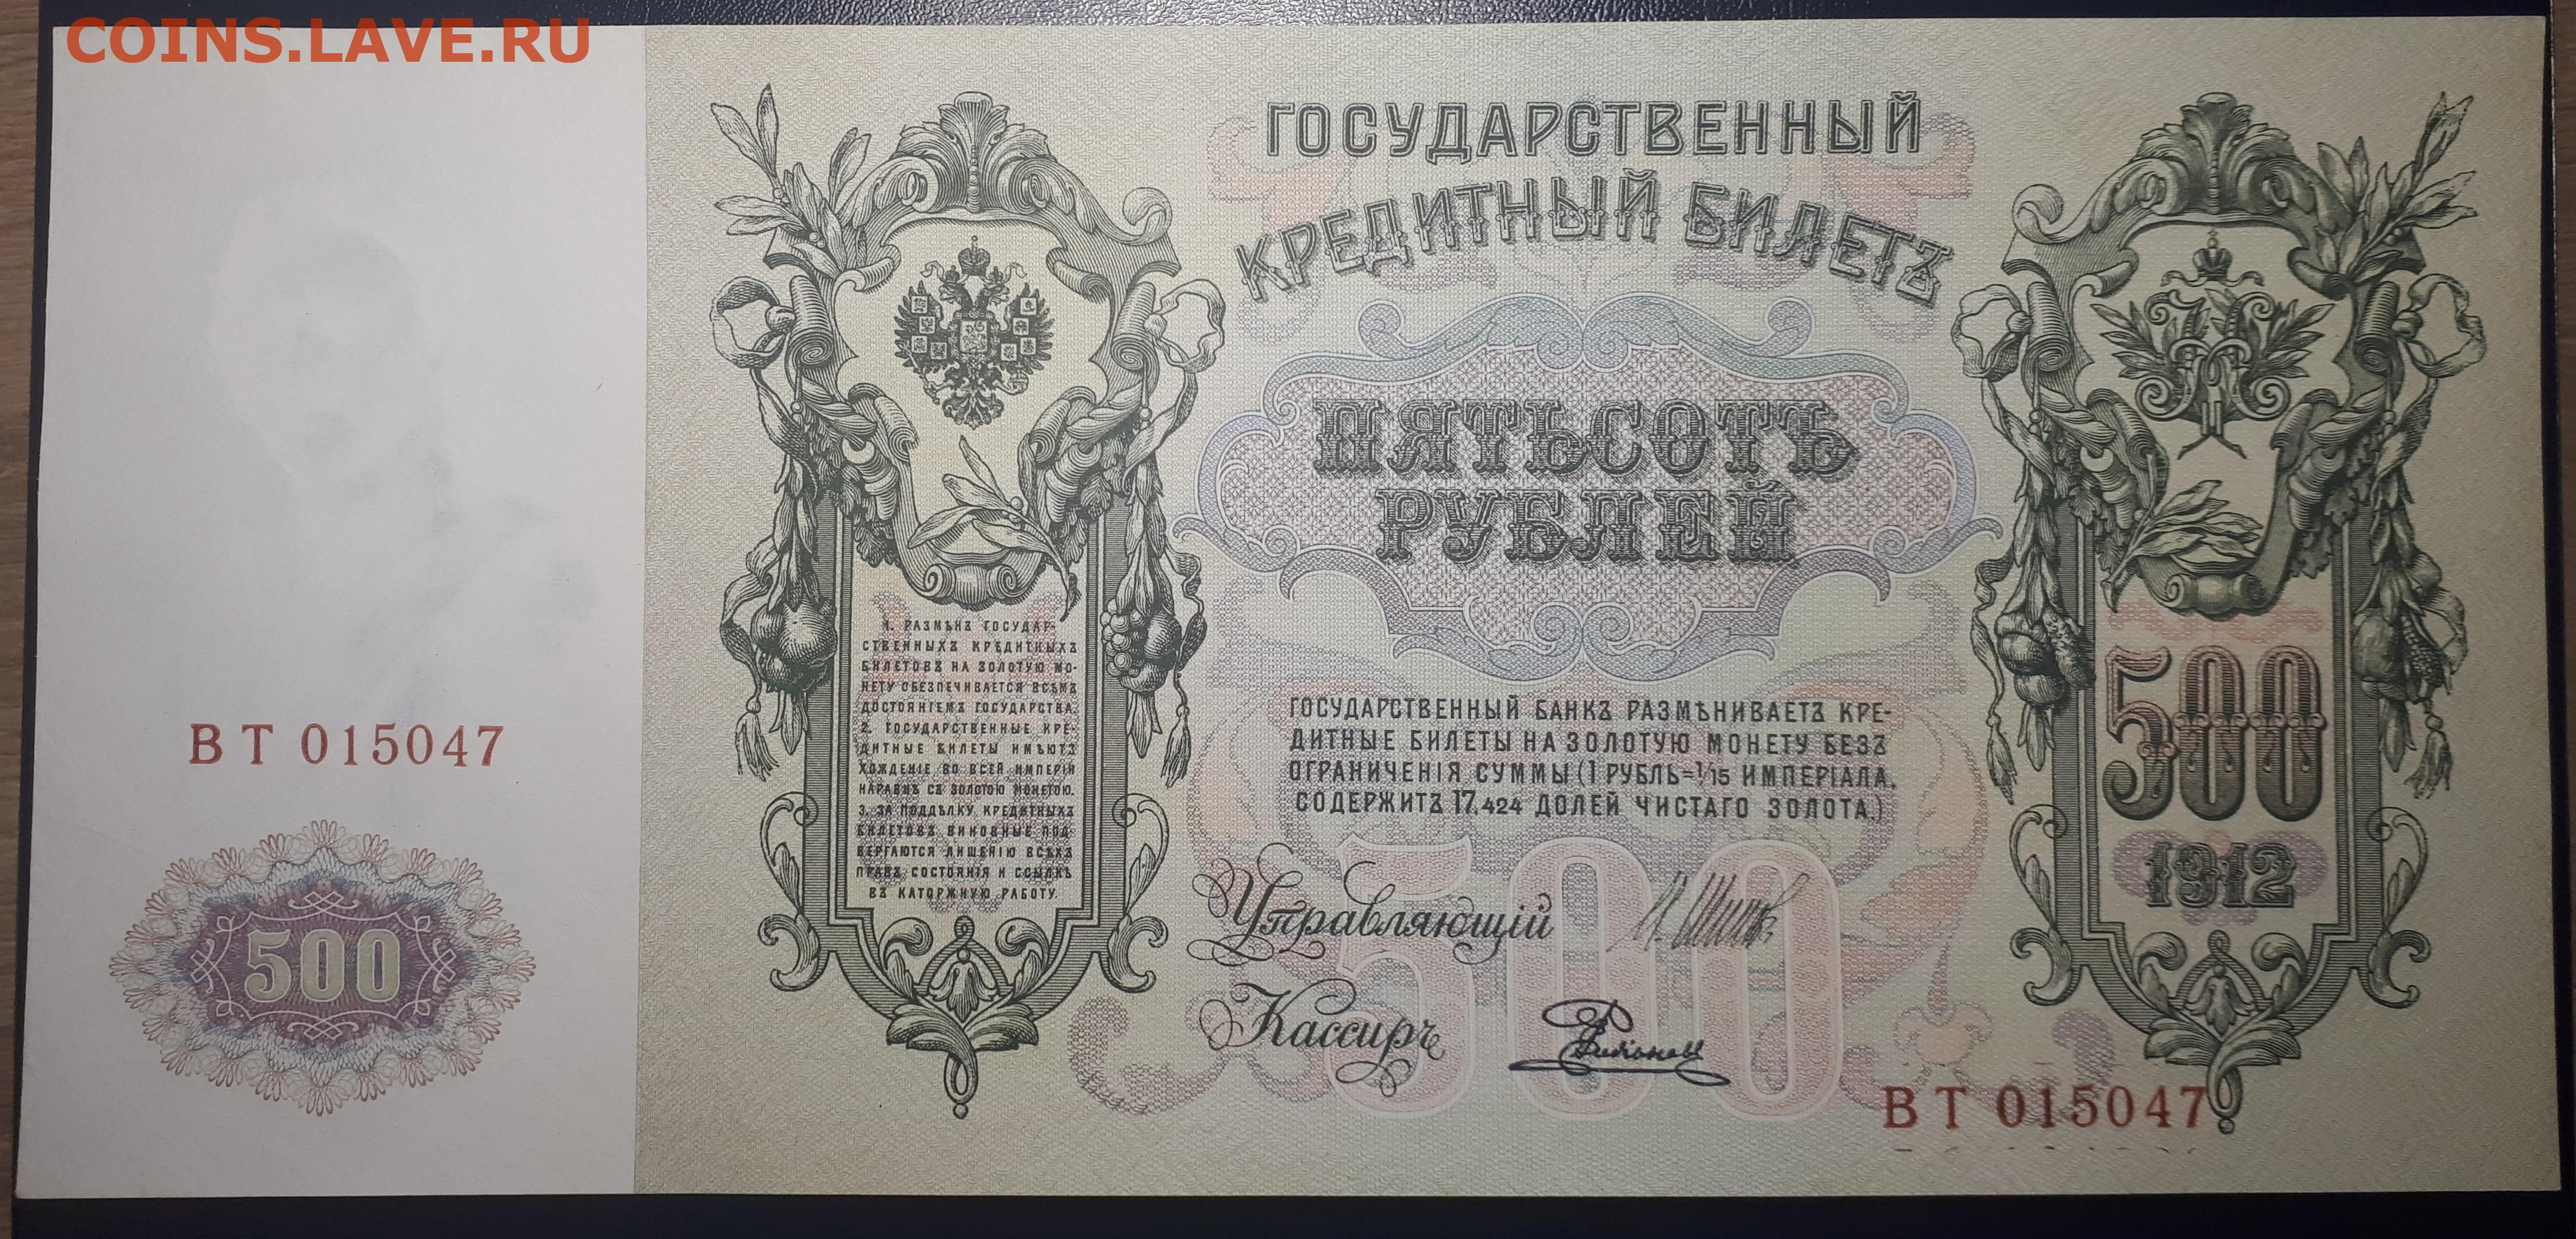 COINS.LAVE.RU
ГОСУДАРСТВЕННЫЙ
КРЕДИТНЫЙ БИЛЕТЪ
ПЯТЬСОТЪ
РУБЛЕЙ
1. РАЗМѢНЪ ГОСУДАР-
СТВЕННЫХЪ КРЕДИТНЫХЪ
БИЛЕТОВЪ НА ЗОЛОТУЮ МО-
НЕТУ ОБЕЗПЕЧИВАЕТСЯ ВСѢМЪ
ДОСТОЯНІЕМЪ ГОСУДАРСТВА.
2. ГОСУДАРСТВЕННЫЕ КРЕ-
ДИТНЫЕ БИЛЕТЫ ИМѢЮТЪ
ХОЖДЕНІЕ ВО ВСЕЙ ИМПЕРІИ
НАРАВНѢ СЪ ЗОЛОТОЮ МОНЕТОЮ.
3. ЗА ПОДДѢЛКУ КРЕДИТНЫХЪ
БИЛЕТОВЪ ВИНОВНЫЕ ПОД-
ВЕРГАЮТСЯ ЛИШЕНІЮ ВСѢХЪ
ПРАВЪ СОСТОЯНІЯ И ССЫЛКѢ
ВЪ КАТОРЖНУЮ РАБОТУ.
ГОСУДАРСТВЕННЫЙ БАНКЪ РАЗМѢНИВАЕТЪ КРЕ-
ДИТНЫЕ БИЛЕТЫ НА ЗОЛОТУЮ МОНЕТУ БЕЗЪ
ОГРАНИЧЕНІЯ СУММЫ (1 РУБЛЬ=1/15 ИМПЕРІАЛА,
СОДЕРЖИТЪ 17,424 ДОЛЕЙ ЧИСТАГО ЗОЛОТА.)
500
1912
ВТ 015047
500
Управляющій
Кассиръ
500
ВТ 015047